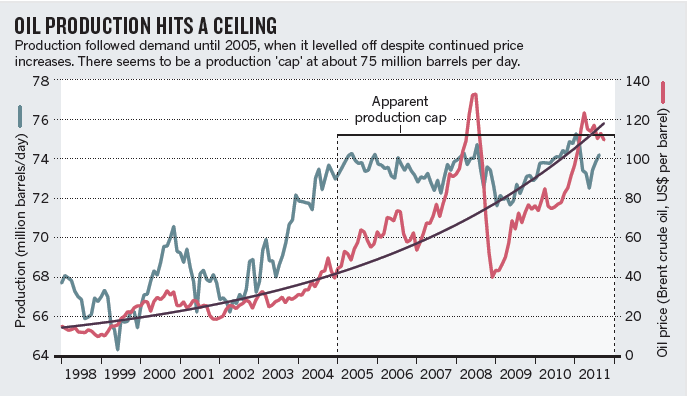 OIL PRODUCTION HITS A CEILING
Production followed demand until 2005, when it levelled off despite continued price
increases. There seems to be a production 'cap' at about 75 million barrels per day.
Production (million barrels/day)
78
76
74
72
70
68
66
64
Apparent
production cap
140
120
100
80
60
40
20
0
Oil price (Brent crude oil, US$ per barrel)
1998 1999 2000 2001 2002 2003 2004 2005 2006 2007 2008 2009 2010 2011